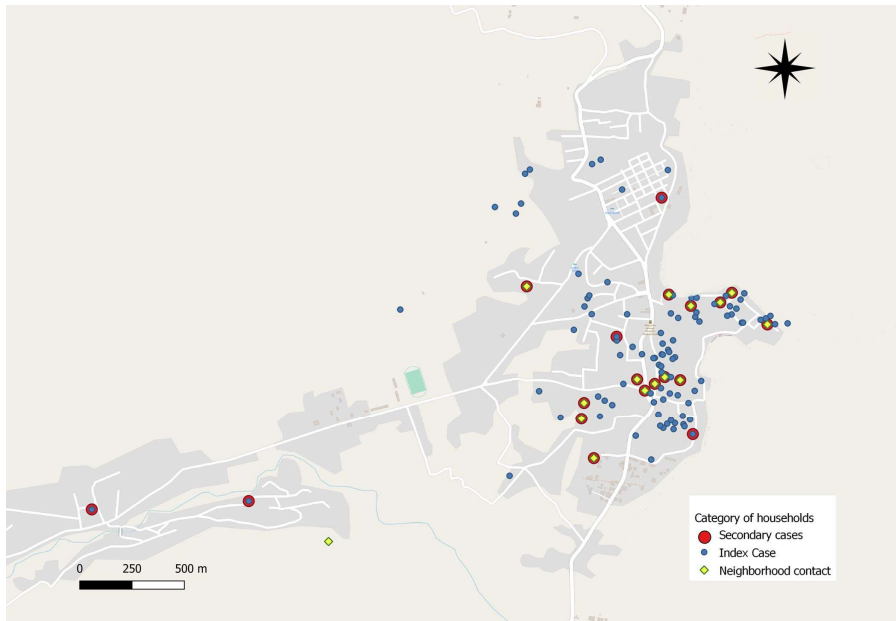 Category of households
Secondary cases
Index Case
Neighborhood contact
0 250 500 m